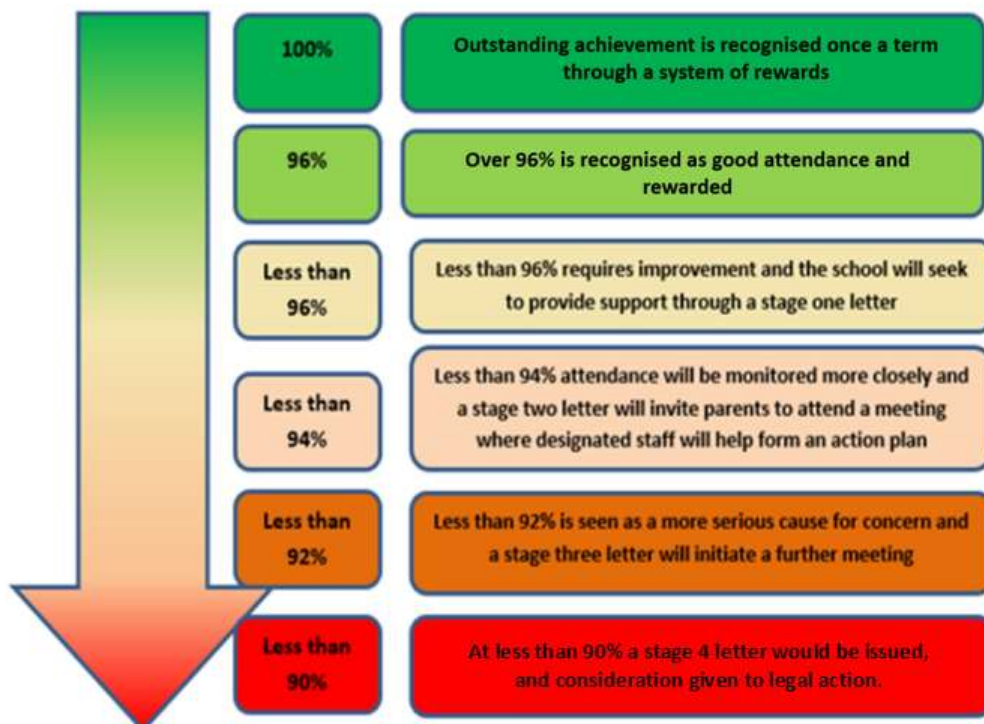 100%
Outstanding achievement is recognised once a term
through a system of rewards
96%
Over 96% is recognised as good attendance and
rewarded
Less than
96%
Less than 96% requires improvement and the school will seek
to provide support through a stage one letter
Less than
94%
Less than 94% attendance will be monitored more closely and
a stage two letter will invite parents to attend a meeting
where designated staff will help form an action plan
Less than
92%
Less than 92% is seen as a more serious cause for concern and
a stage three letter will initiate a further meeting
Less than
90%
At less than 90% a stage 4 letter would be issued,
and consideration given to legal action.